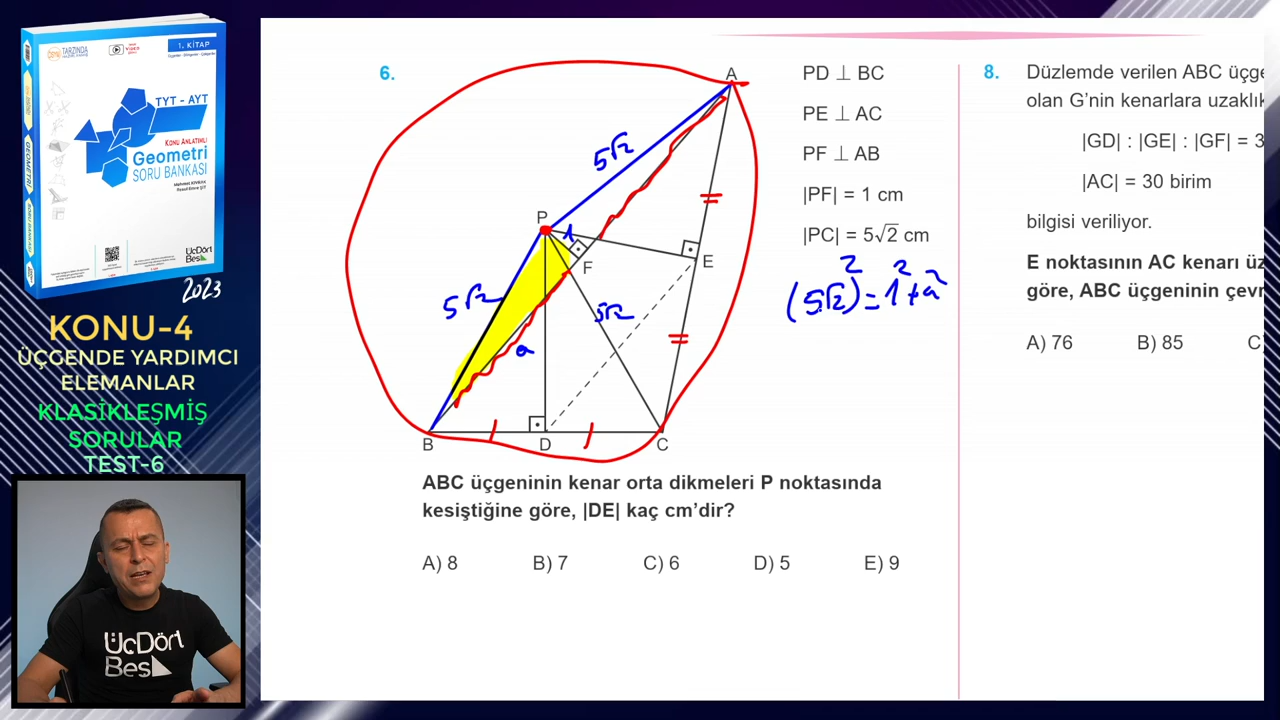 TARZINDA
1. KİTAP
TYT - AYT
KONU ANLATIMLI
Geometri
SORU BANKASI
ÜçDört
Beş
2023
KONU-4
ÜÇGENDE YARDIMCI
ELEMANLAR
KLASİKLEŞMİŞ
SORULAR
TEST-6
ÜçDört
Beş
6.
A
P
F
E
B
D
C
5√2
5√2
5√2
1
a
PD ⊥ BC
PE ⊥ AC
PF ⊥ AB
|PF| = 1 cm
|PC| = 5√2 cm
(5√2)² = 1² + a²
ABC üçgeninin kenar orta dikmeleri P noktasında
kesiştiğine göre, |DE| kaç cm'dir?
A) 8 B) 7 C) 6 D) 5 E) 9
8.
Düzlemde verilen ABC üçge
olan G'nin kenarlara uzaklık
|GD| : |GE| : |GF| = 3
|AC| = 30 birim
bilgisi veriliyor.
E noktasının AC kenarı üz
göre, ABC üçgeninin çevr
A) 76 B) 85 C